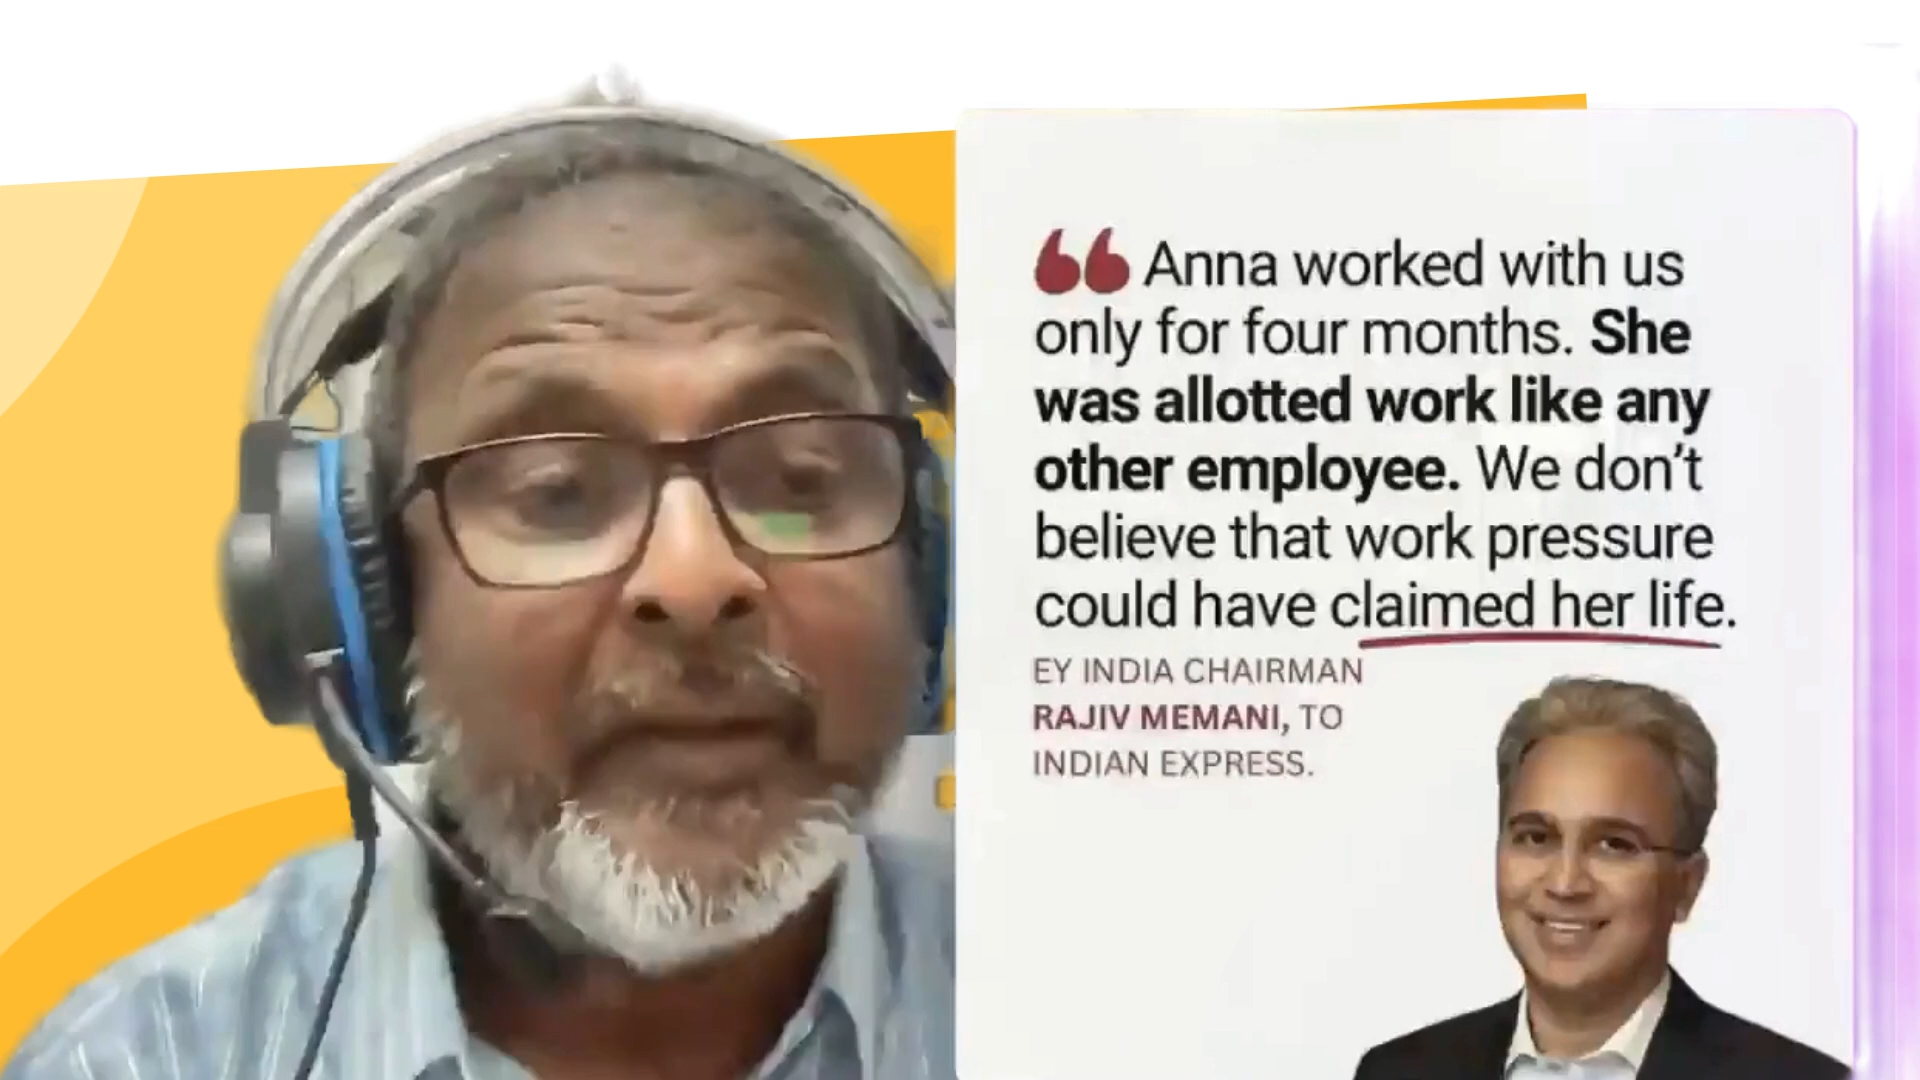 ❝ Anna worked with us
only for four months. She
was allotted work like any
other employee. We don't
believe that work pressure
could have claimed her life.
EY INDIA CHAIRMAN
RAJIV MEMANI, TO
INDIAN EXPRESS.